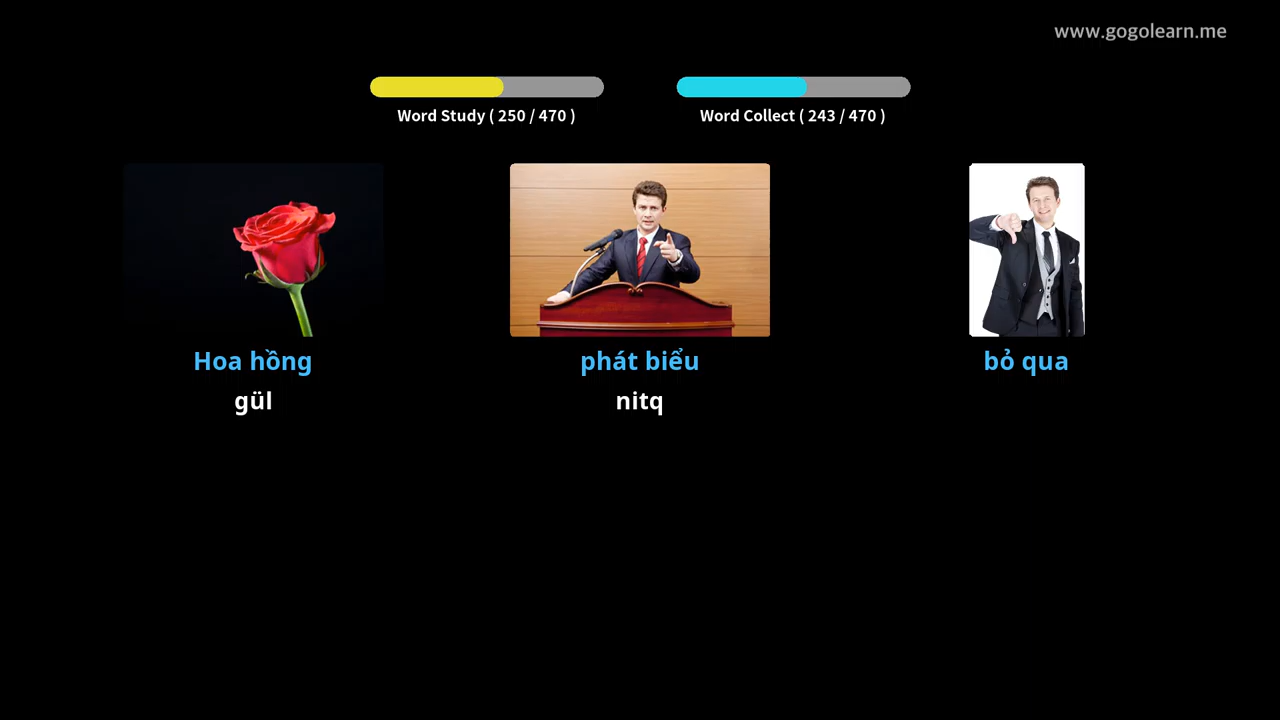 www.gogolearn.me
Word Study ( 250 / 470 )
Word Collect ( 243 / 470 )
Hoa hồng
phát biểu
bỏ qua
gül
nitq